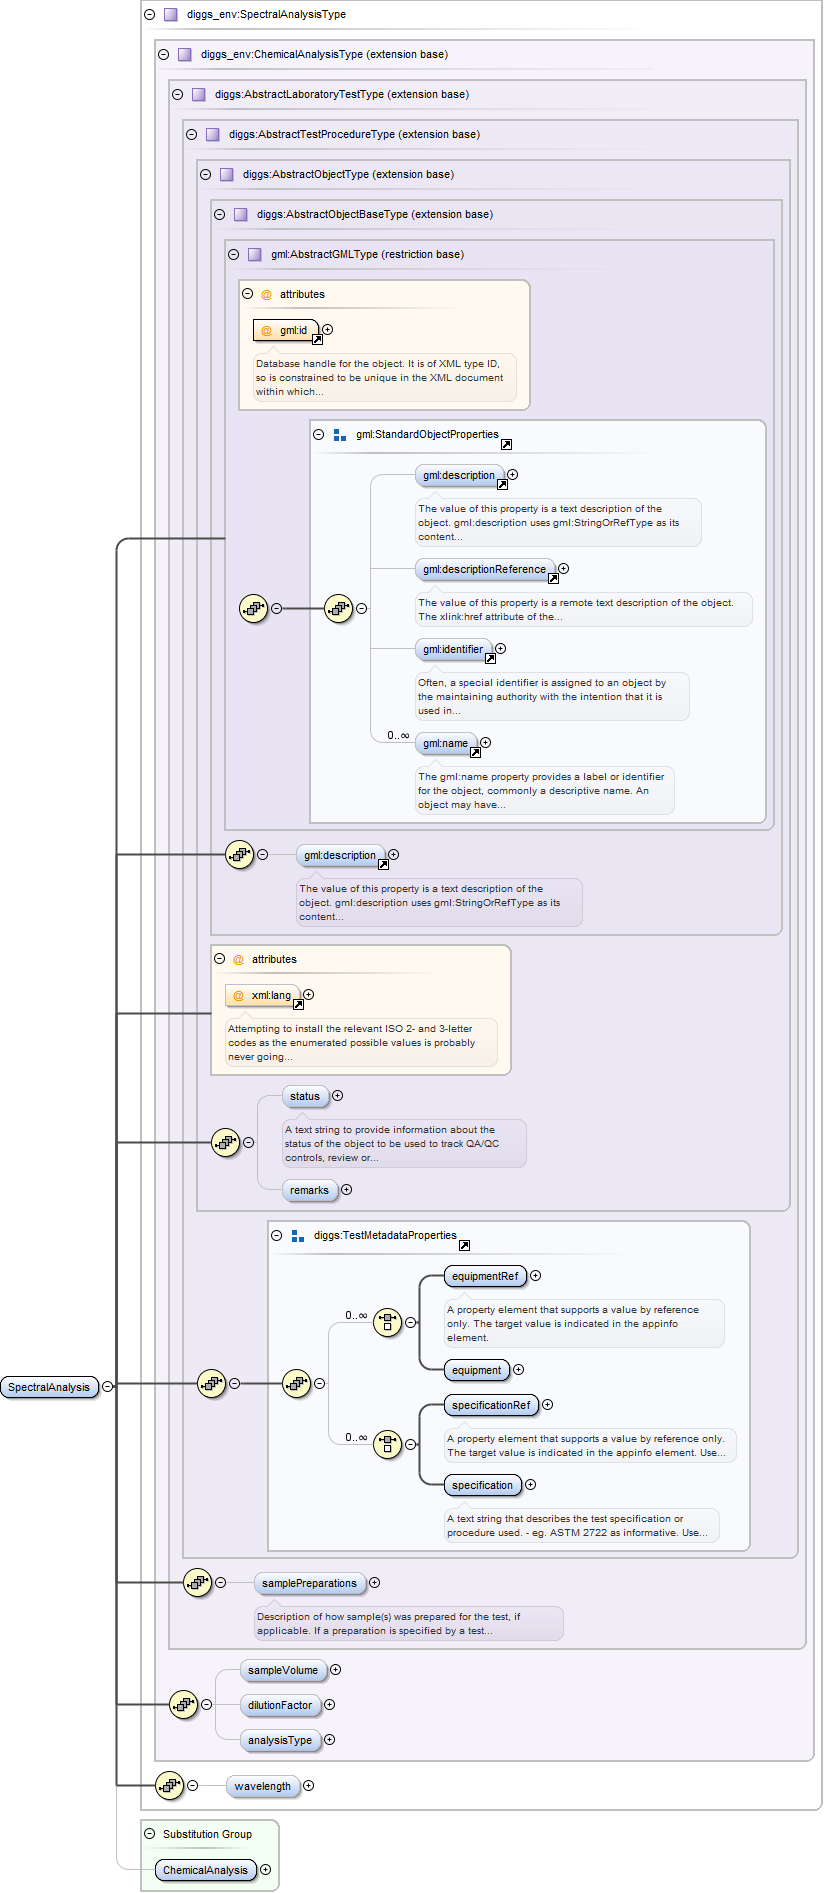 diggs_env:SpectralAnalysisType
diggs_env:ChemicalAnalysisType (extension base)
diggs:AbstractLaboratoryTestType (extension base)
diggs:AbstractTestProcedureType (extension base)
diggs:AbstractObjectType (extension base)
diggs:AbstractObjectBaseType (extension base)
gml:AbstractGMLType (restriction base)
@ attributes
@ gml:id
Database handle for the object. It is of XML type ID,
so is constrained to be unique in the XML document
within which...
gml:StandardObjectProperties
gml:description
The value of this property is a text description of the
object. gml:description uses gml:StringOrRefType as its
content...
gml:descriptionReference
The value of this property is a remote text description of the object.
The xlink:href attribute of the...
gml:identifier
Often, a special identifier is assigned to an object by
the maintaining authority with the intention that it is
used in...
0..∞
gml:name
The gml:name property provides a label or identifier
for the object, commonly a descriptive name. An
object may have...
gml:description
The value of this property is a text description of the
object. gml:description uses gml:StringOrRefType as its
content...
@ attributes
@ xml:lang
Attempting to install the relevant ISO 2- and 3-letter
codes as the enumerated possible values is probably
never going...
status
A text string to provide information about the
status of the object to be used to track QA/QC
controls, review or...
remarks
diggs:TestMetadataProperties
equipmentRef
0..∞
A property element that supports a value by reference
only. The target value is indicated in the appinfo
element.
equipment
SpectralAnalysis
specificationRef
0..∞
A property element that supports a value by reference only.
The target value is indicated in the appinfo element. Use...
specification
A text string that describes the test specification or
procedure used. - eg. ASTM 2722 as informative. Use...
samplePreparations
Description of how sample(s) was prepared for the test, if
applicable. If a preparation is specified by a test...
sampleVolume
dilutionFactor
analysisType
wavelength
Substitution Group
ChemicalAnalysis